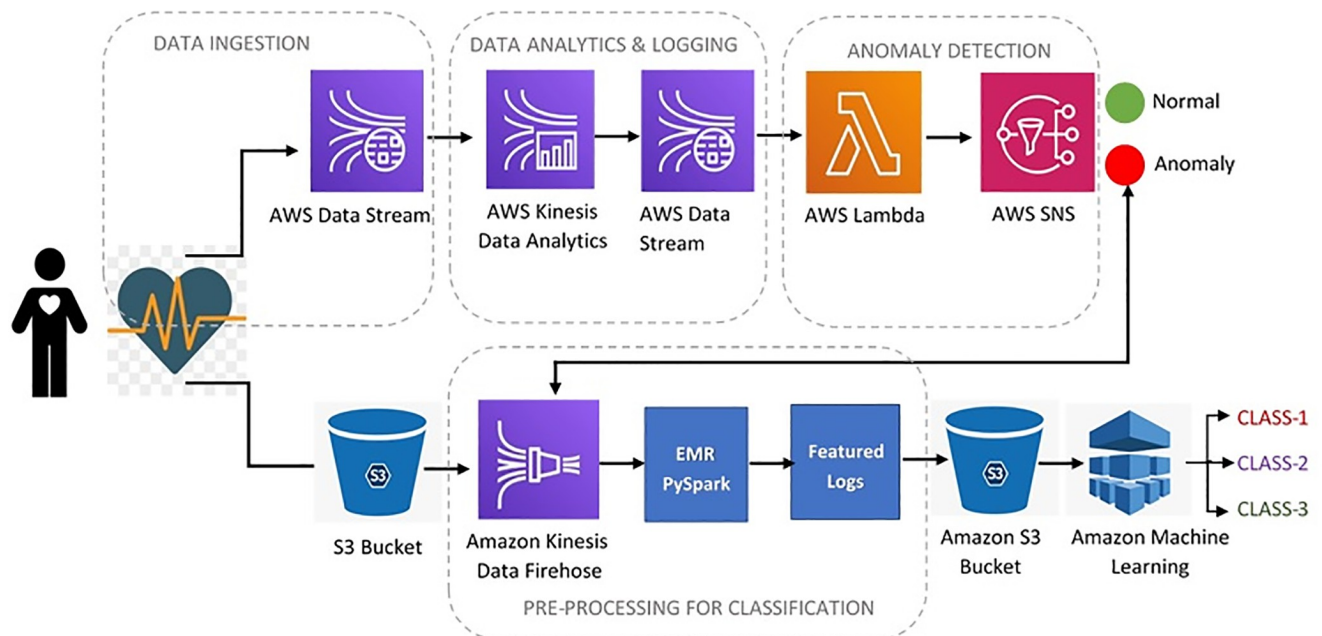 DATA INGESTION
DATA ANALYTICS & LOGGING
ANOMALY DETECTION
Normal
Anomaly
AWS Data Stream
AWS Kinesis
Data Analytics
AWS Data
Stream
AWS Lambda
AWS SNS
S3
S3 Bucket
Amazon Kinesis
Data Firehose
EMR
PySpark
Featured
Logs
S3
Amazon S3
Bucket
Amazon Machine
Learning
CLASS-1
CLASS-2
CLASS-3
PRE-PROCESSING FOR CLASSIFICATION